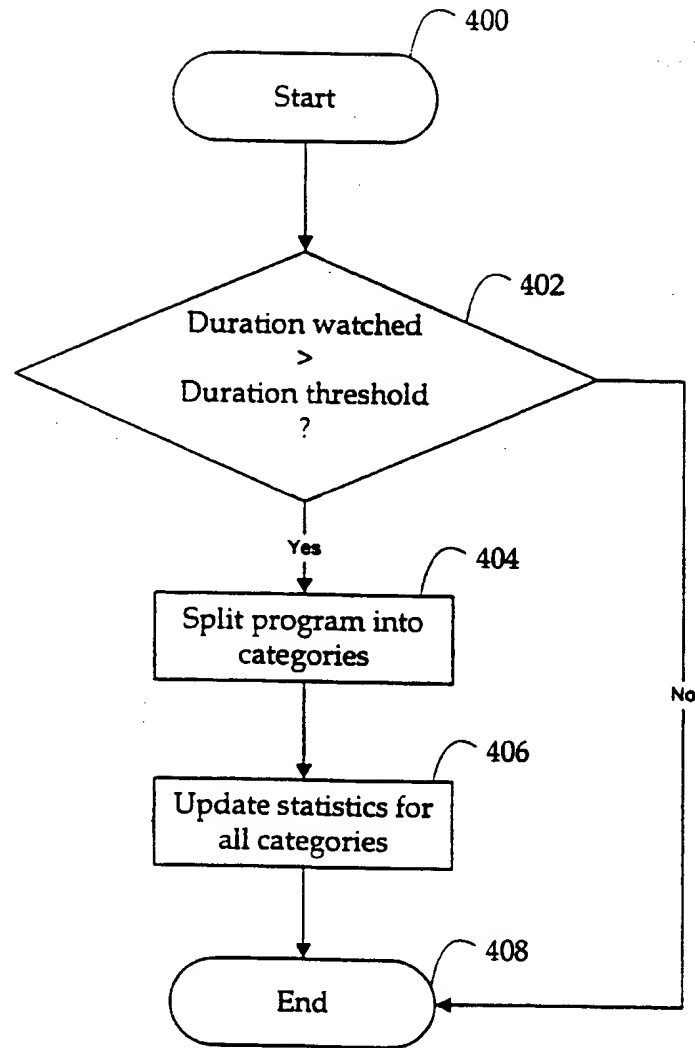 400
Start
402
Duration watched
>
Duration threshold
?
Yes
404
Split program into
categories
No
406
Update statistics for
all categories
408
End